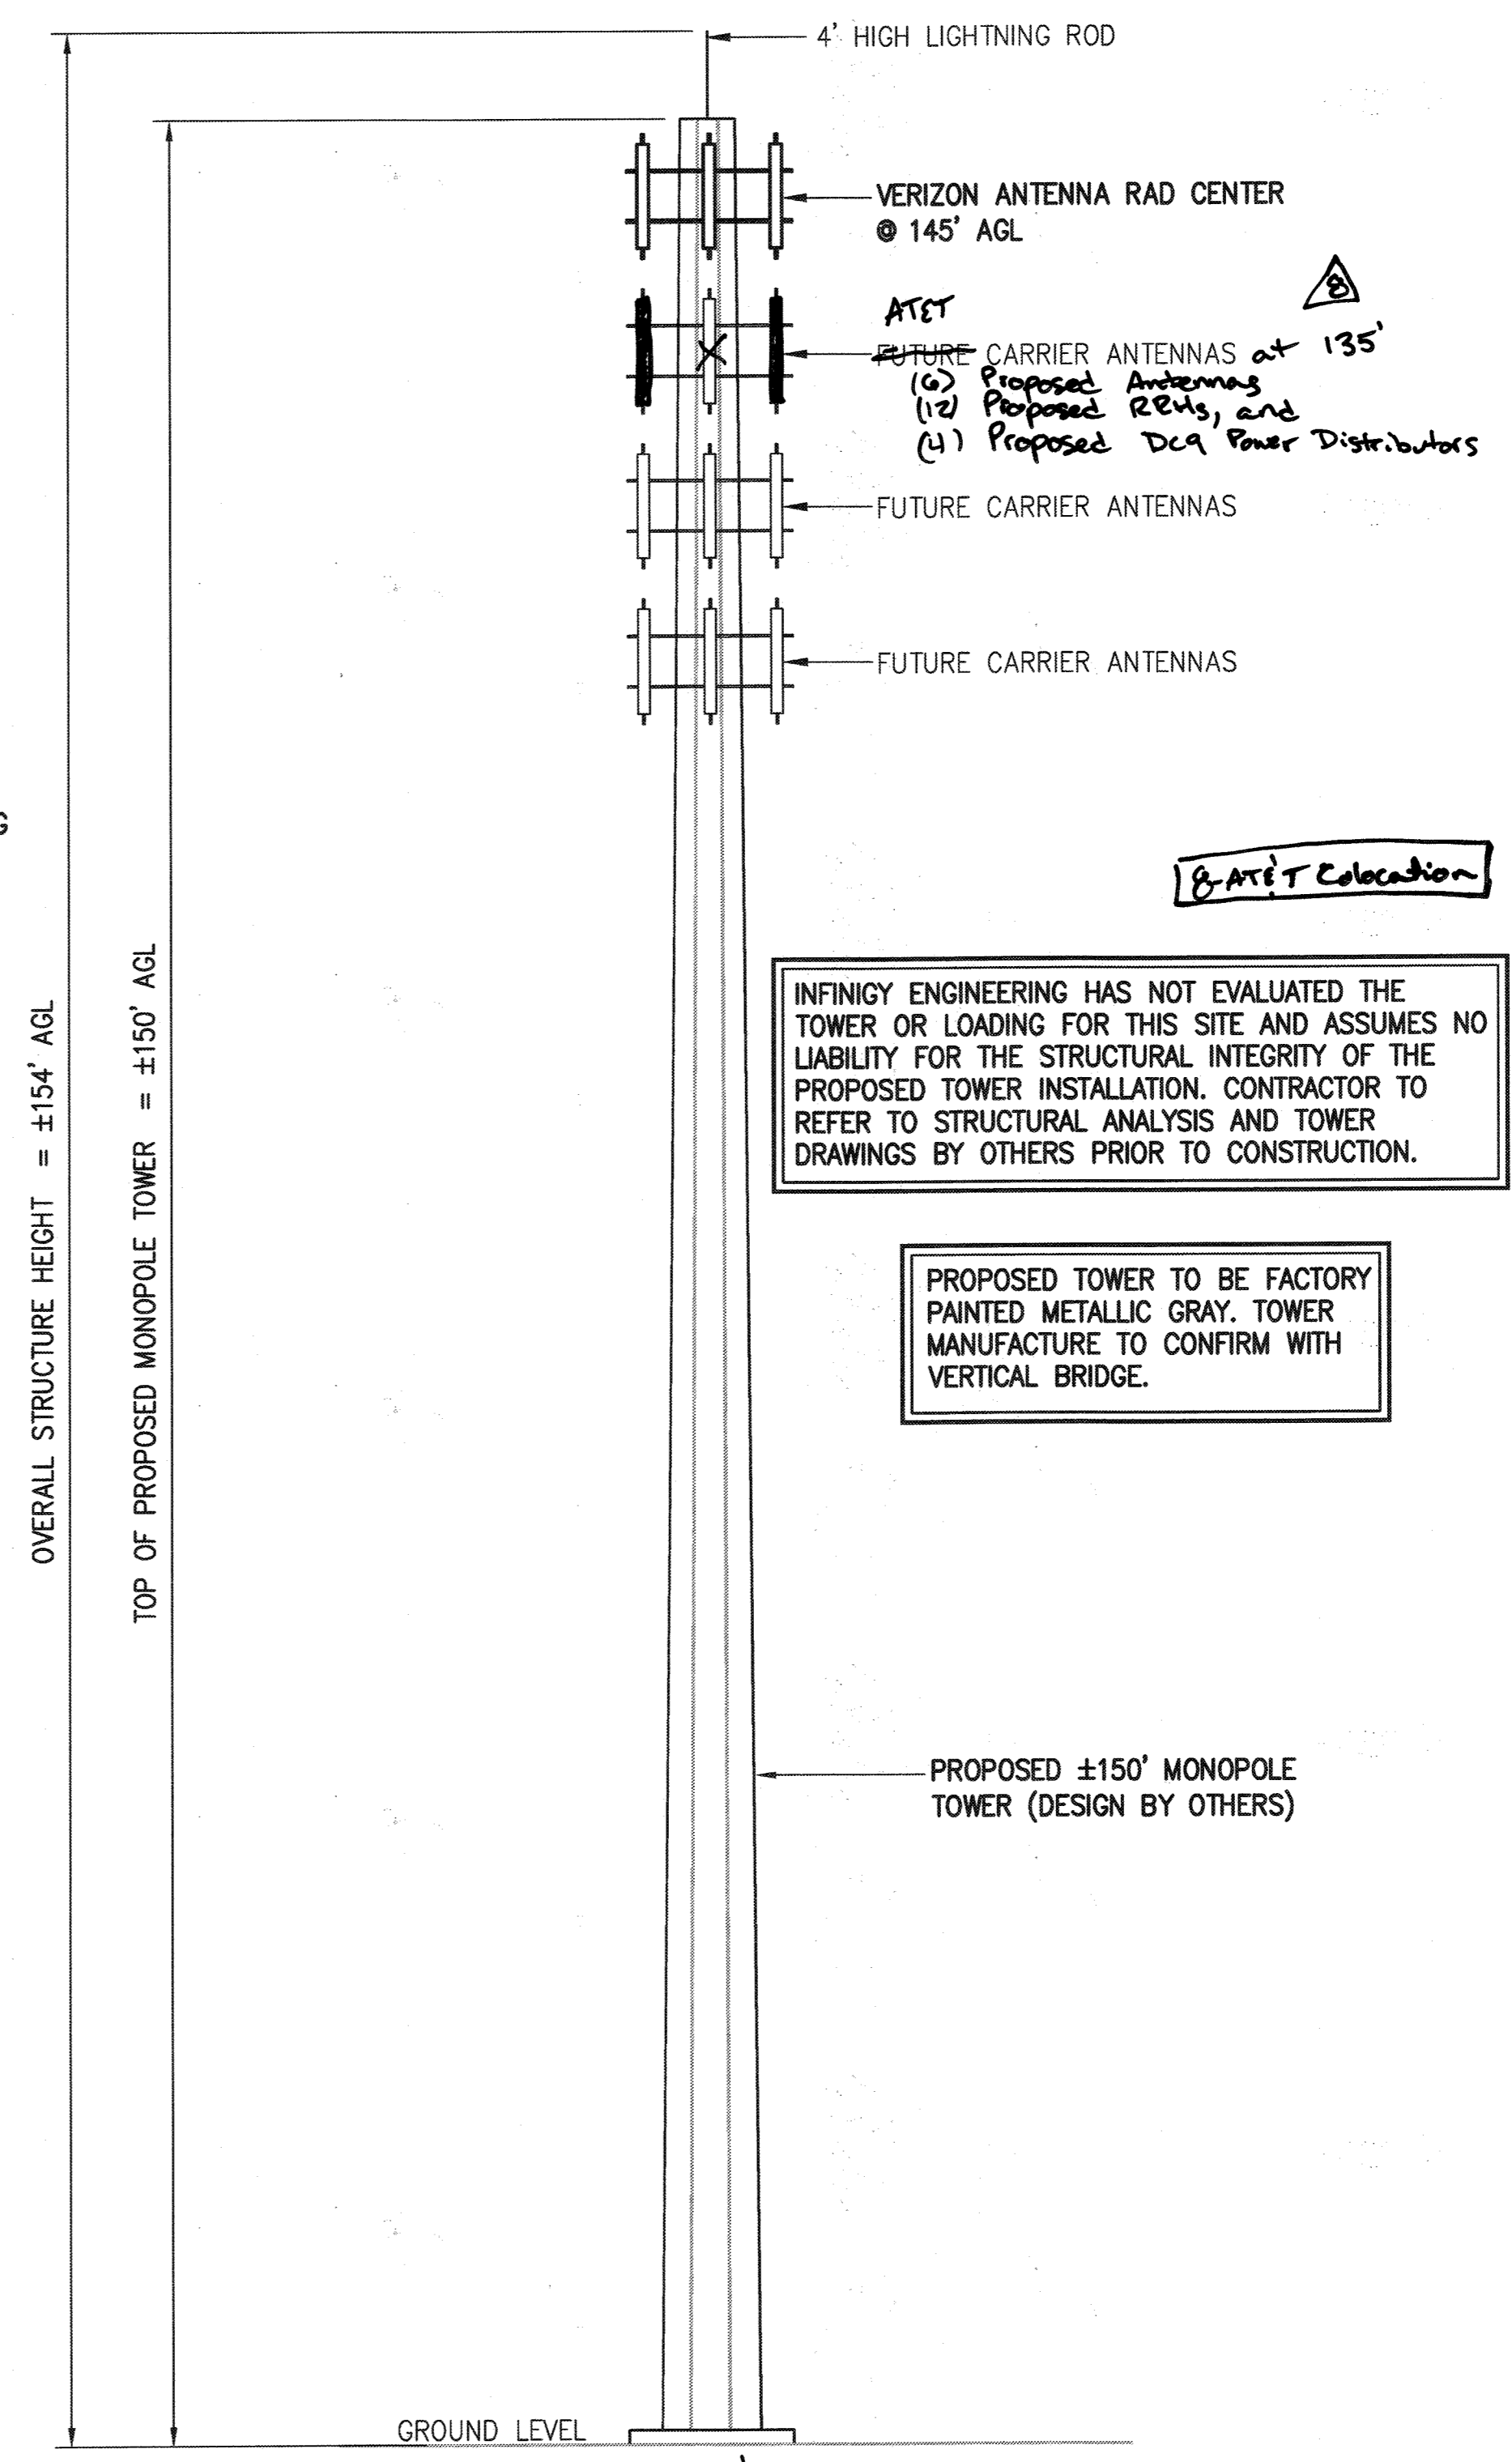 4' HIGH LIGHTNING ROD
VERIZON ANTENNA RAD CENTER
@ 145' AGL
8
AT&T
FUTURE CARRIER ANTENNAS at 135'
(6) Proposed Antennas
(12) Proposed RRHs, and
(4) Proposed DC9 Power Distributors
FUTURE CARRIER ANTENNAS
FUTURE CARRIER ANTENNAS
8-AT&T Colocation
OVERALL STRUCTURE HEIGHT = ±154' AGL
TOP OF PROPOSED MONOPOLE TOWER = ±150' AGL
INFINIGY ENGINEERING HAS NOT EVALUATED THE
TOWER OR LOADING FOR THIS SITE AND ASSUMES NO
LIABILITY FOR THE STRUCTURAL INTEGRITY OF THE
PROPOSED TOWER INSTALLATION. CONTRACTOR TO
REFER TO STRUCTURAL ANALYSIS AND TOWER
DRAWINGS BY OTHERS PRIOR TO CONSTRUCTION.
PROPOSED TOWER TO BE FACTORY
PAINTED METALLIC GRAY. TOWER
MANUFACTURE TO CONFIRM WITH
VERTICAL BRIDGE.
PROPOSED ±150' MONOPOLE
TOWER (DESIGN BY OTHERS)
GROUND LEVEL